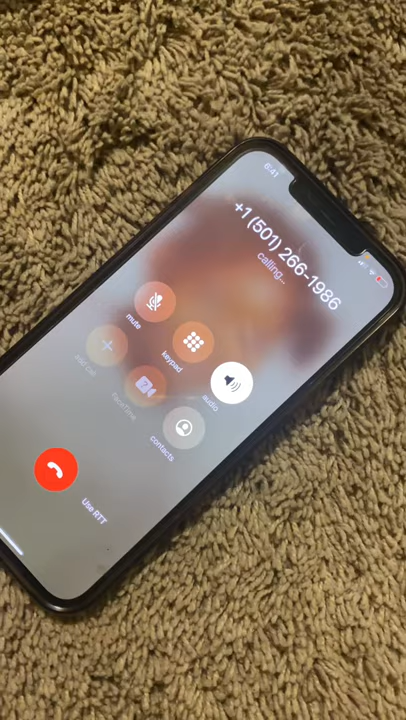 6:41
+1 (501) 266-1986
calling...
mute
keypad
audio
add call
FaceTime
contacts
Use RTT